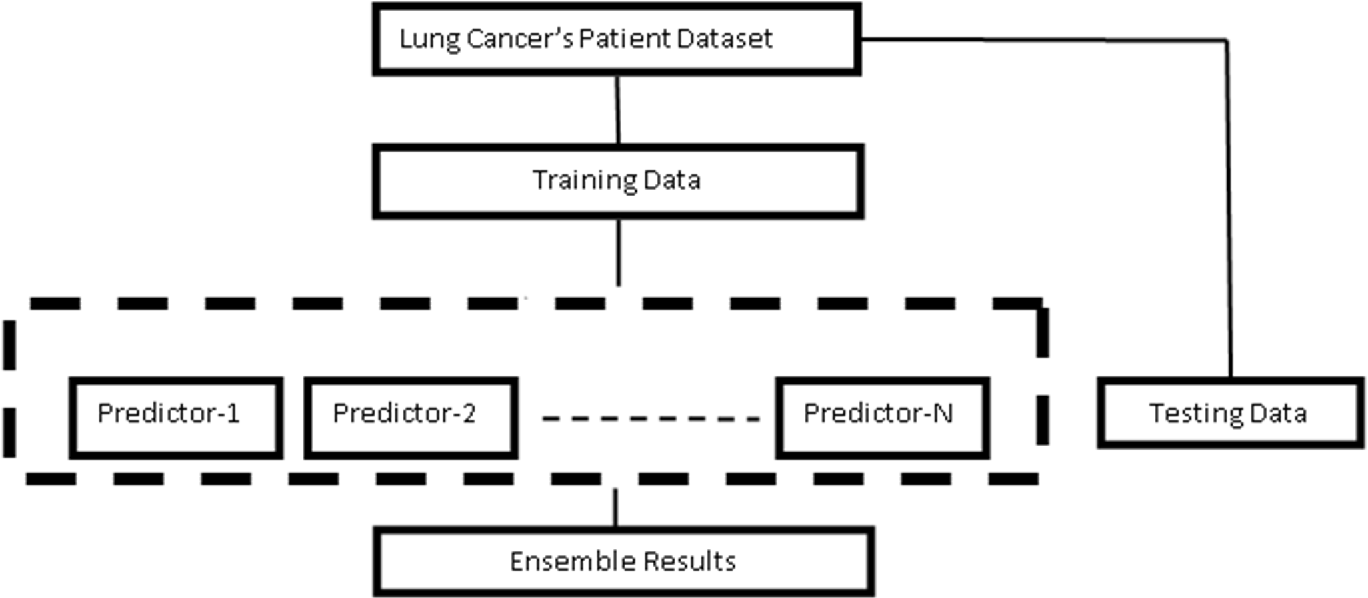 Lung Cancer’s Patient Dataset
Training Data
Predictor-1
Predictor-2
Predictor-N
Testing Data
Ensemble Results